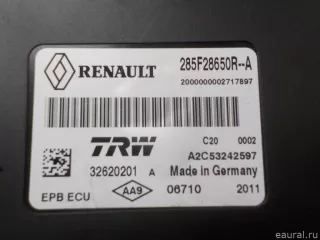 RENAULT
285F28650R--A
2000000002717897
TRW
C20 0002
A2C53242597
32620201 A
Made in Germany
EPB ECU
AA9
06710
2011
eaural.ru